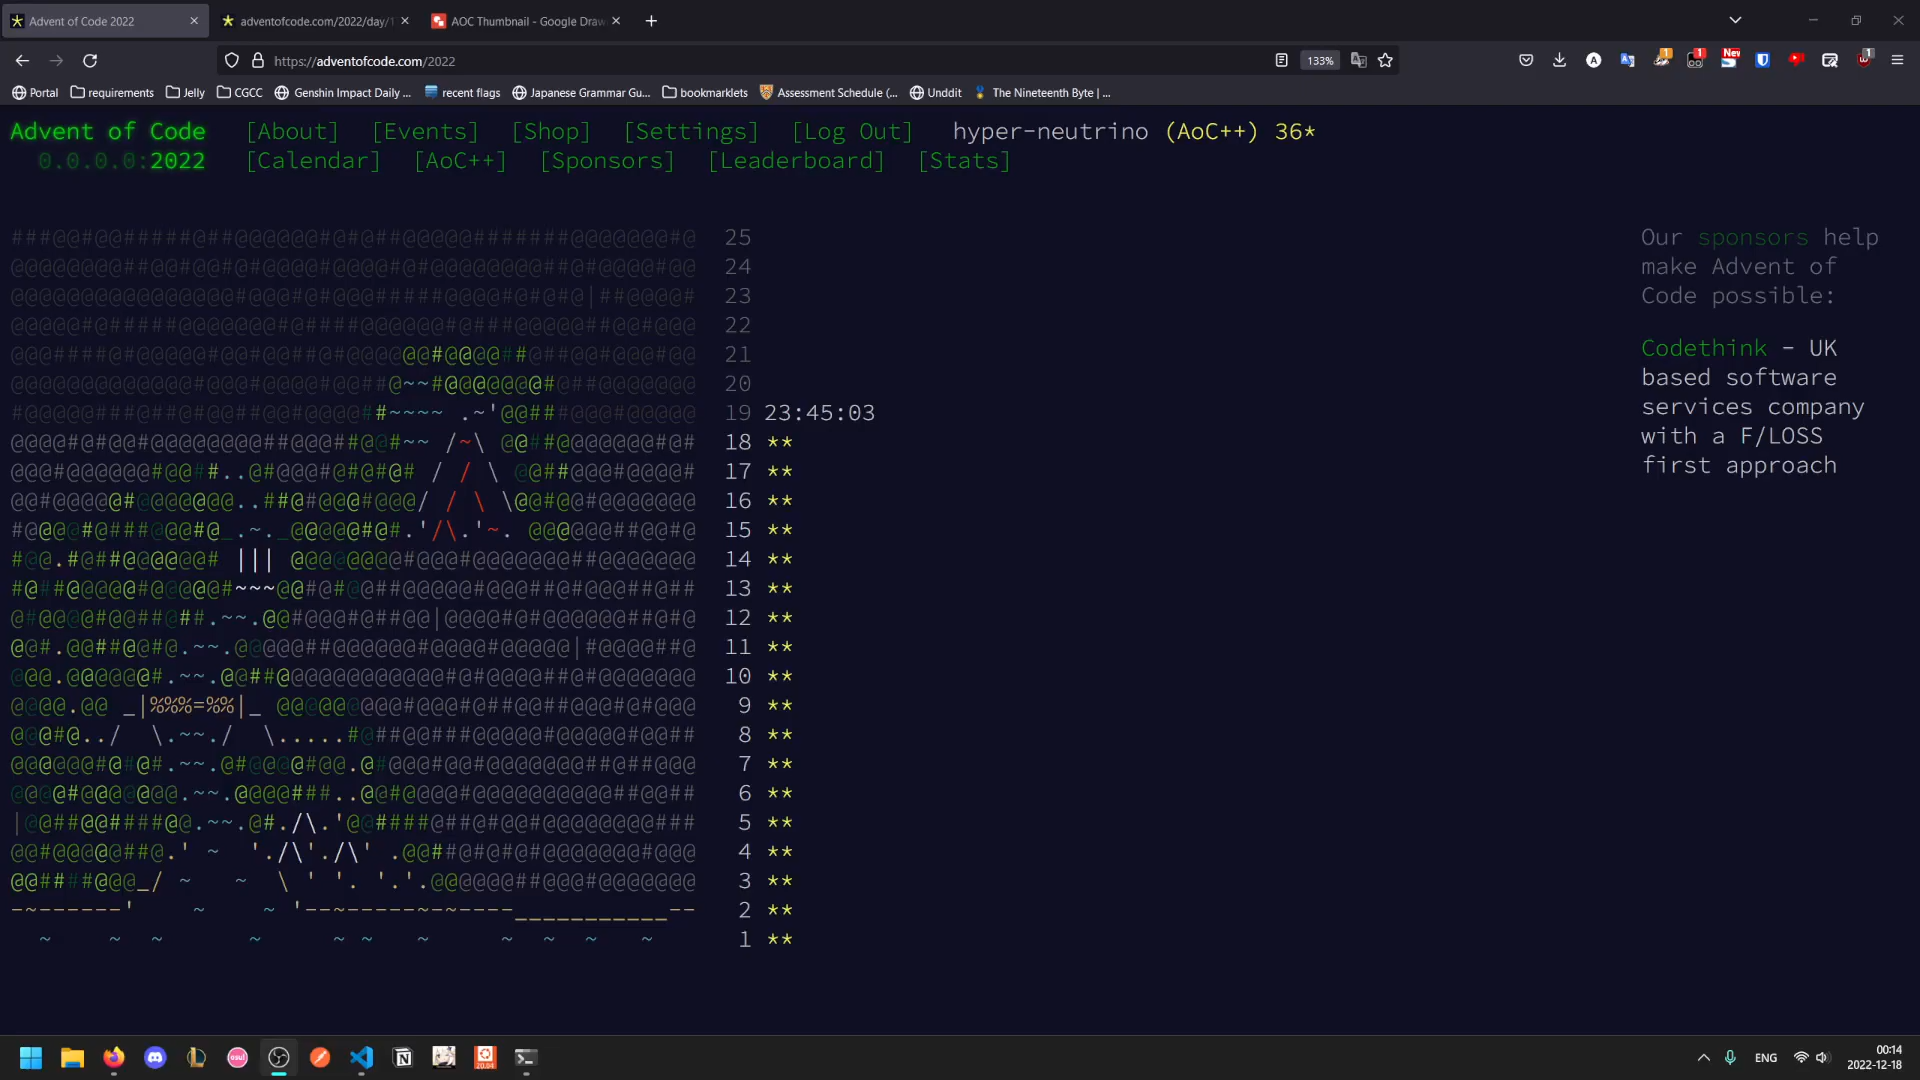 Advent of Code 2022
adventofcode.com/2022/day/1
AOC Thumbnail - Google Draw
https://adventofcode.com/2022
133%
Portal
requirements
Jelly
CGCC
Genshin Impact Daily ...
recent flags
Japanese Grammar Gu...
bookmarklets
Assessment Schedule (...
Unddit
The Nineteenth Byte | ...
Advent of Code [About] [Events] [Shop] [Settings] [Log Out] hyper-neutrino (AoC++) 36*
0.0.0.0:2022 [Calendar] [AoC++] [Sponsors] [Leaderboard] [Stats]
25
24
23
22
21
20
19 23:45:03
18 **
17 **
16 **
15 **
14 **
13 **
12 **
11 **
10 **
9 **
8 **
7 **
6 **
5 **
4 **
3 **
2 **
1 **
Our sponsors help
make Advent of
Code possible:
Codethink - UK
based software
services company
with a F/LOSS
first approach
ENG
00:14
2022-12-18